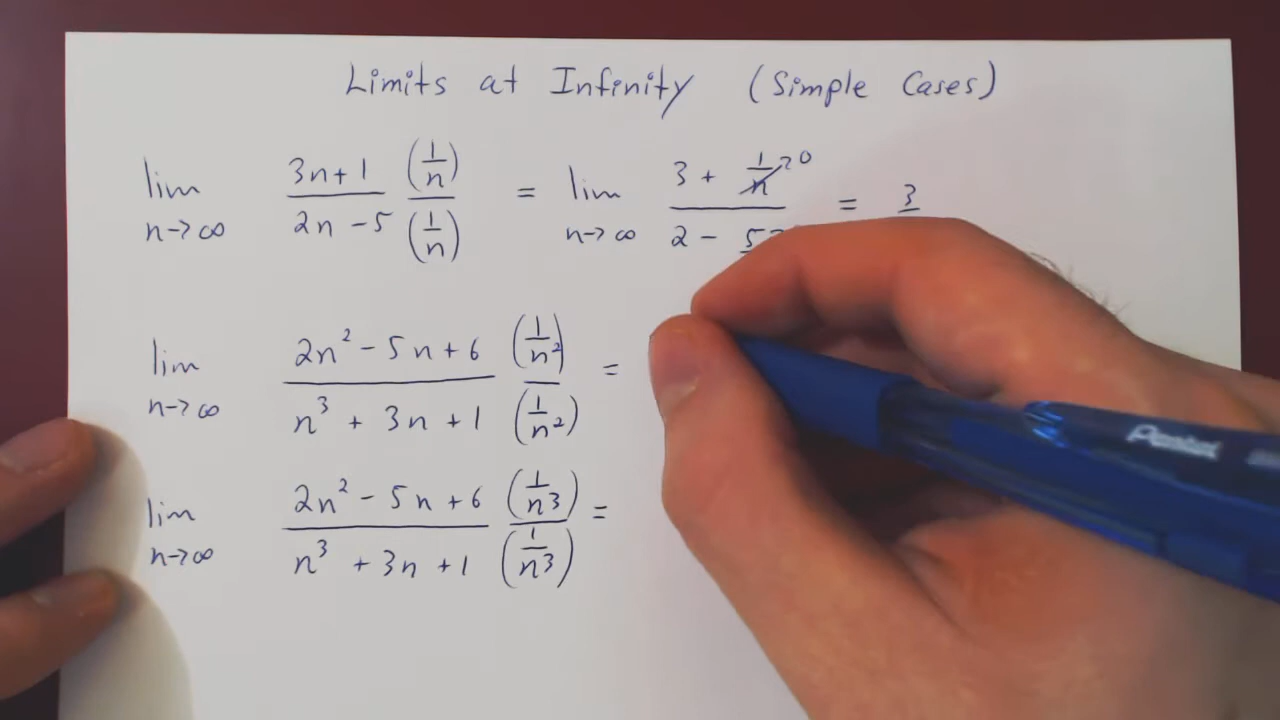 Limits at Infinity (Simple Cases)
lim n→∞ (3n+1)/(2n-5) (1/n)/(1/n) = lim n→∞ (3 + 1/n →0)/(2 - 5 = 3
lim n→∞ (2n²-5n+6)/(n³+3n+1) (1/n²)/(1/n²) =
lim n→∞ (2n²-5n+6)/(n³+3n+1) (1/n³)/(1/n³) =
Pentel